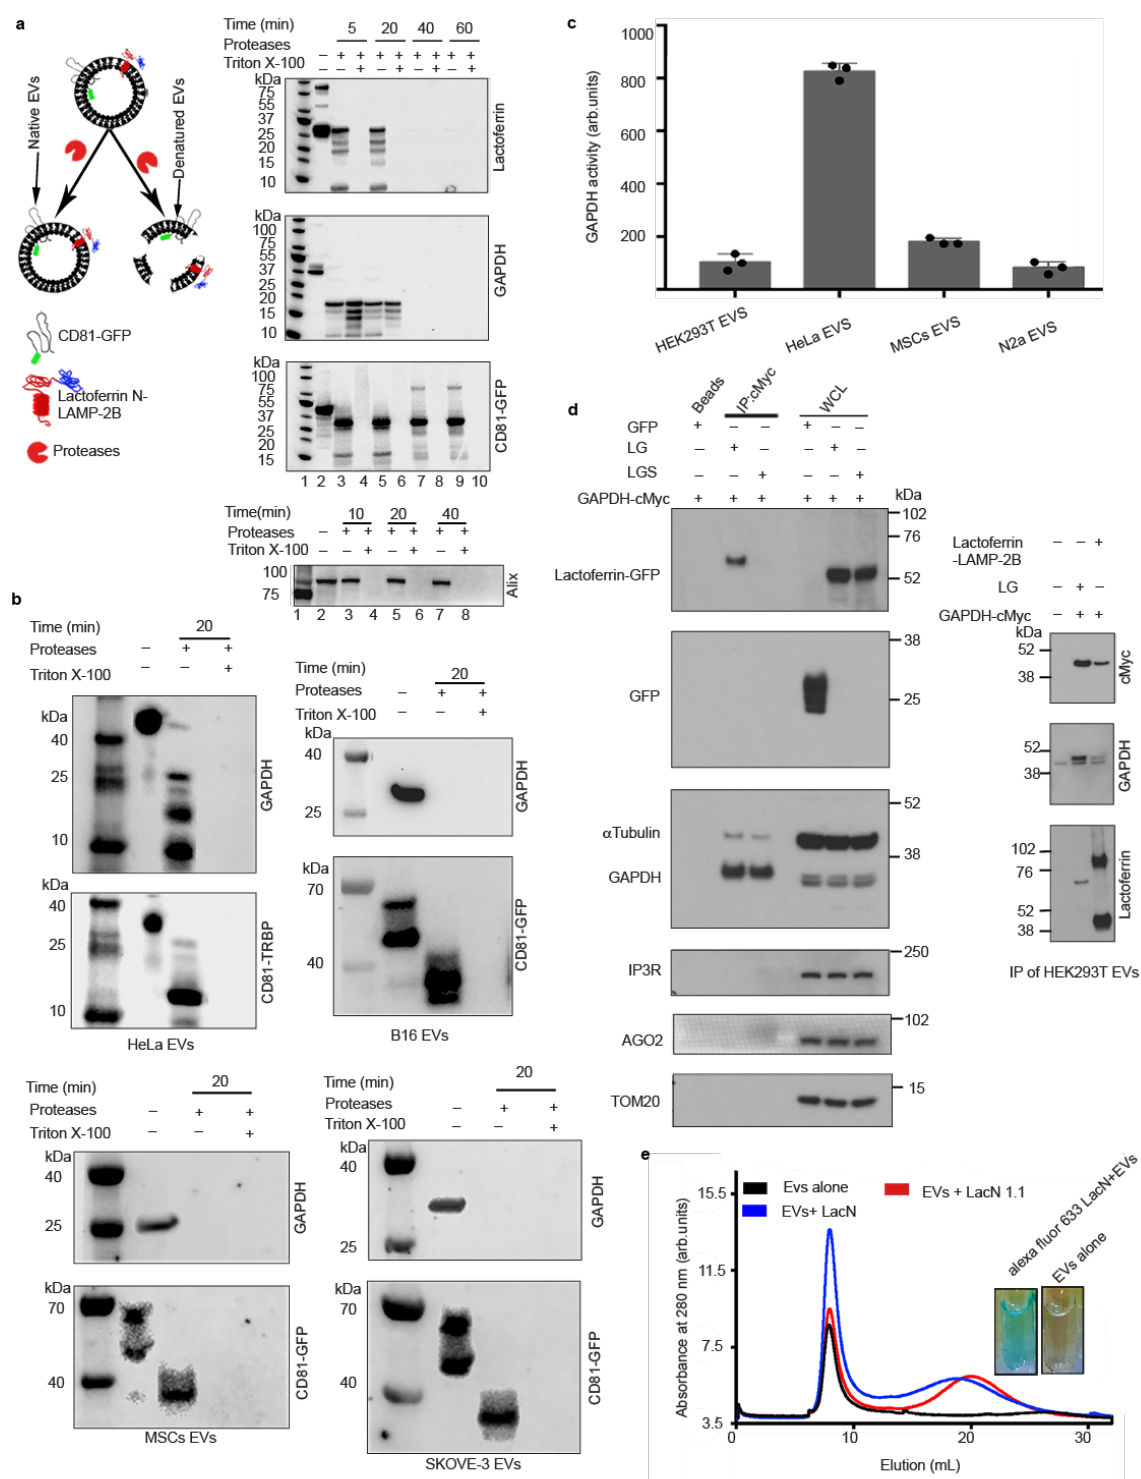 a
Native EVs
Denatured EVs
CD81-GFP
Lactoferrin N-
LAMP-2B
Proteases
Time (min) 5 20 40 60
Proteases – + + + + + + + +
Triton X-100 – – + – + – + – +
kDa
75
55
37
25
20
15
10
Lactoferrin
kDa
100
75
55
37
25
20
15
10
GAPDH
kDa
100
75
55
37
25
20
15
CD81-GFP
1 2 3 4 5 6 7 8 9 10
Time(min) 10 20 40
Proteases – + + + + + +
Triton X-100 – – + – + – +
100
75
Alix
1 2 3 4 5 6 7 8
b
Time (min) 20
Proteases – + +
Triton X-100 – – +
kDa
40
25
10
GAPDH
kDa
40
25
10
CD81-TRBP
HeLa EVs
Time (min) 20
Proteases – + +
Triton X-100 – – +
kDa
40
25
GAPDH
kDa
70
40
CD81-GFP
B16 EVs
Time (min) 20
Proteases – + +
Triton X-100 – – +
kDa
40
25
GAPDH
kDa
70
40
CD81-GFP
MSCs EVs
Time (min) 20
Proteases – + +
Triton X-100 – – +
kDa
40
25
GAPDH
kDa
70
40
CD81-GFP
SKOVE-3 EVs
c
GAPDH activity (arb.units)
1000
800
600
400
200
HEK293T EVS
HeLa EVS
MSCs EVS
N2a EVS
d
Beads IP:cMyc WCL
GFP + – – + – –
LG – + – – + –
LGS – – + – – +
GAPDH-cMyc + + + + + + kDa
102
76
Lactoferrin-GFP
52
38
GFP
25
52
αTubulin
38
GAPDH
250
IP3R
102
AGO2
15
TOM20
Lactoferrin – – +
-LAMP-2B
LG – + –
GAPDH-cMyc – + +
kDa
52
38
cMyc
52
38
GAPDH
102
76
52
38
Lactoferrin
IP of HEK293T EVs
e
Absorbance at 280 nm (arb.units)
15.5
11.5
7.5
3.5
Evs alone
EVs + LacN 1.1
EVs+ LacN
alexa fluor 633 LacN+EVs
EVs alone
0 10 20 30
Elution (mL)